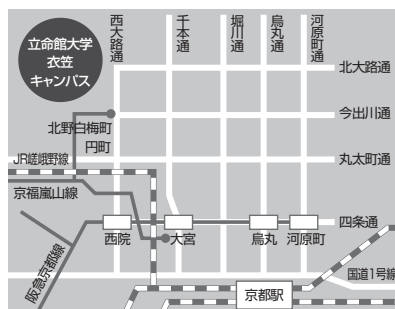 立命館大学
衣笠
キャンパス
西大路通
千本通
堀川通
烏丸通
河原町通
北大路通
今出川通
北野白梅町
円町
丸太町通
JR嵯峨野線
京福嵐山線
四条通
西院
大宮
烏丸
河原町
阪急京都線
国道1号線
京都駅